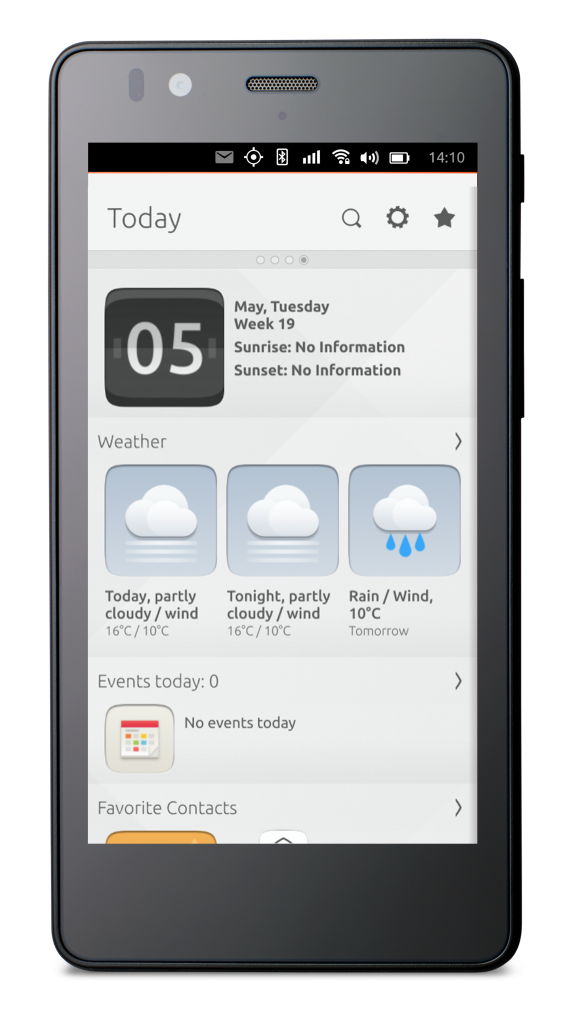 14:10
Today
05
May, Tuesday
Week 19
Sunrise: No Information
Sunset: No Information
Weather
Today, partly
cloudy / wind
16°C / 10°C
Tonight, partly
cloudy / wind
16°C / 10°C
Rain / Wind,
10°C
Tomorrow
Events today: 0
No events today
Favorite Contacts